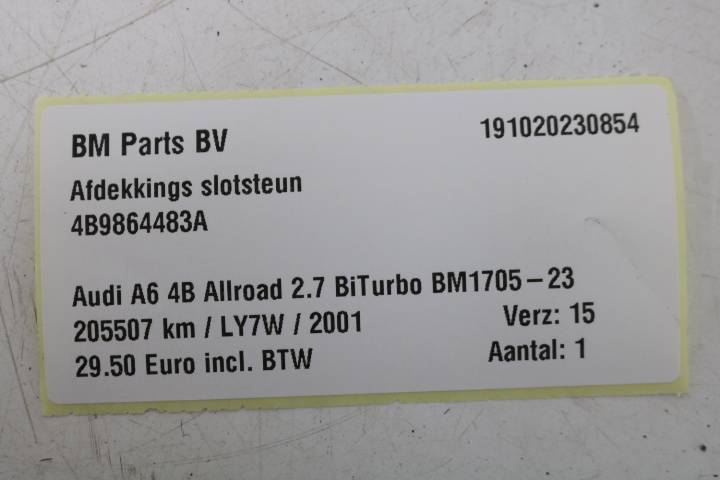 BM Parts BV 191020230854
Afdekkings slotsteun
4B9864483A
Audi A6 4B Allroad 2.7 BiTurbo BM1705-23
205507 km / LY7W / 2001 Verz: 15
29.50 Euro incl. BTW Aantal: 1